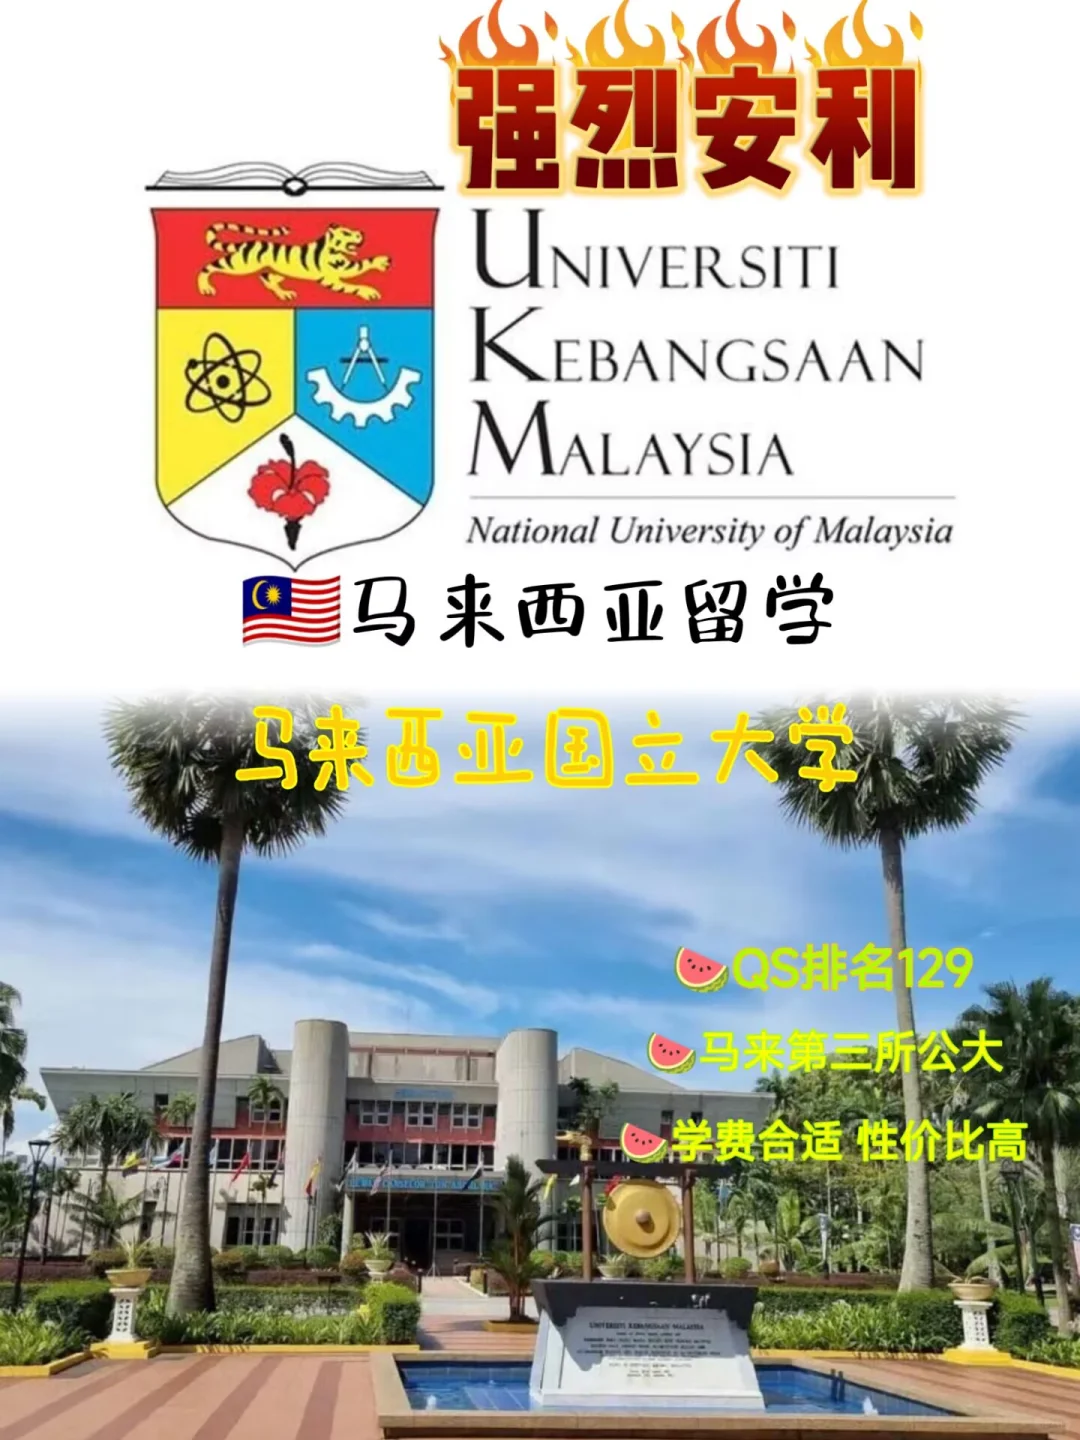 强烈安利
UNIVERSITI
KEBANGSAAN
MALAYSIA
National University of Malaysia
马来西亚留学
马来西亚国立大学
QS排名129
马来第三所公大
学费合适 性价比高
UNIVERSITI KEBANGSAAN MALAYSIA